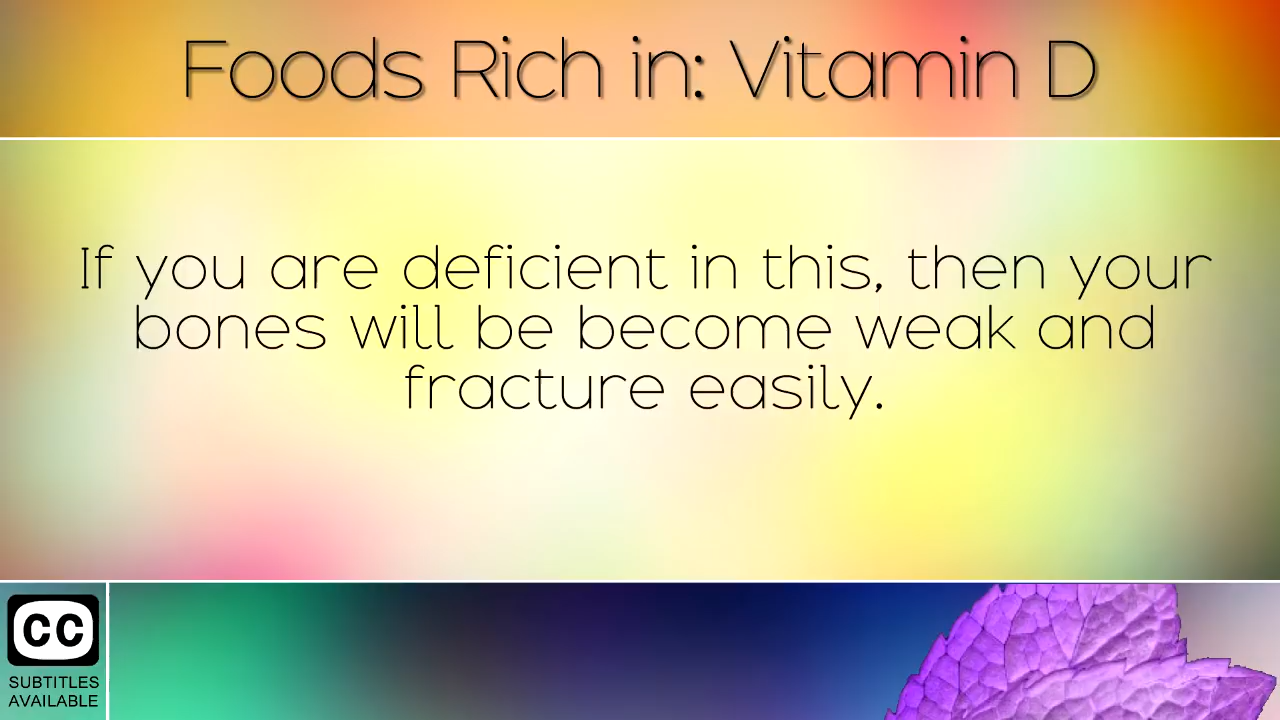 Foods Rich in: Vitamin D
If you are deficient in this, then your
bones will be become weak and
fracture easily.
CC
SUBTITLES
AVAILABLE